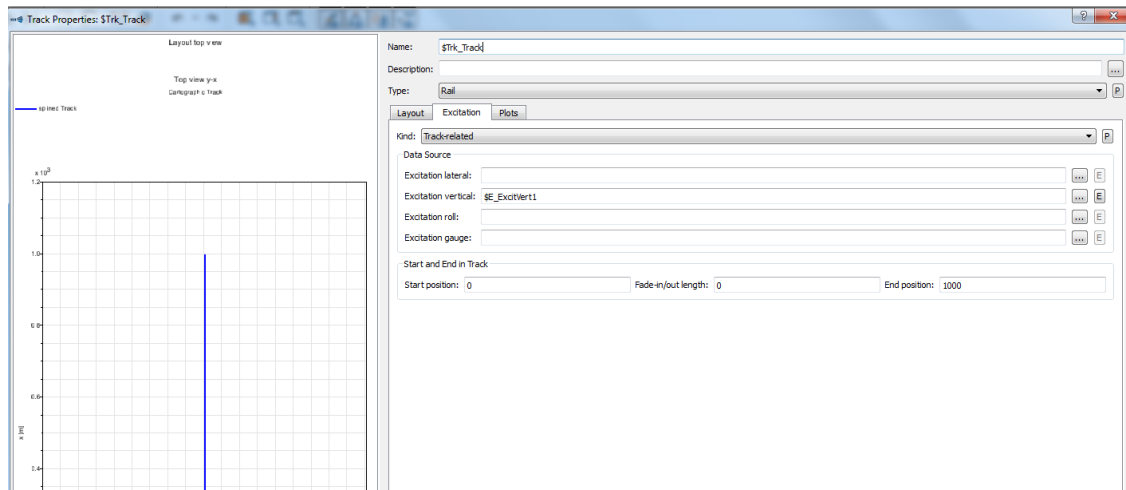 Track Properties: $Trk_Track
Layout top view
Top view y-x
Cartographic Track
spines Track
x 10³
1.2
1.0
0.8
0.6
x [m]
0.4
Name: $Trk_Track
Description: ...
Type: Rail P
Layout Excitation Plots
Kind: Track-related P
Data Source
Excitation lateral: ... E
Excitation vertical: $E_ExcitVert1 ... E
Excitation roll: ... E
Excitation gauge: ... E
Start and End in Track
Start position: 0 Fade-in/out length: 0 End position: 1000